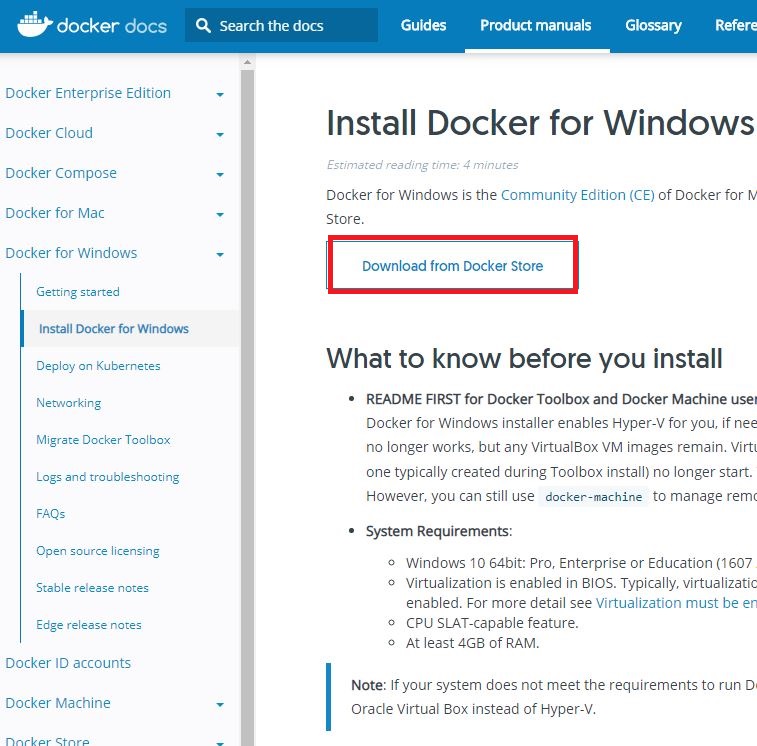 docker docs
Search the docs
Guides
Product manuals
Glossary
Docker Enterprise Edition
Docker Cloud
Docker Compose
Docker for Mac
Docker for Windows
Getting started
Install Docker for Windows
Deploy on Kubernetes
Networking
Migrate Docker Toolbox
Logs and troubleshooting
FAQs
Open source licensing
Stable release notes
Edge release notes
Docker ID accounts
Docker Machine
Docker Store
Install Docker for Windows
Estimated reading time: 4 minutes
Docker for Windows is the Community Edition (CE) of Docker for
Store.
Download from Docker Store
What to know before you install
• README FIRST for Docker Toolbox and Docker Machine
Docker for Windows installer enables Hyper-V for you, if
no longer works, but any VirtualBox VM images remain.
one typically created during Toolbox install) no longer start.
However, you can still use docker-machine to manage
• System Requirements:
Windows 10 64bit: Pro, Enterprise or Education (1607
Virtualization is enabled in BIOS. Typically,
enabled. For more detail see Virtualization must be
CPU SLAT-capable feature.
At least 4GB of RAM.
Note: If your system does not meet the requirements to run
Oracle Virtual Box instead of Hyper-V.